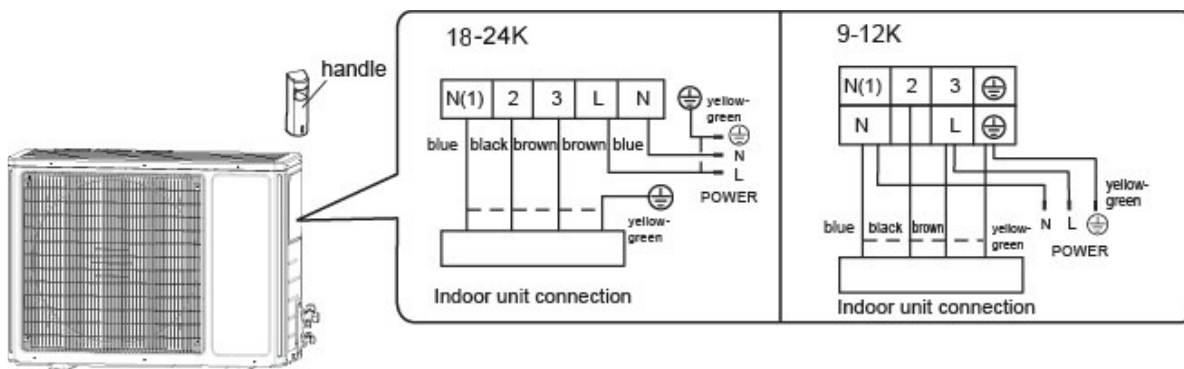 handle
18-24K
N(1) 2 3 L N
yellow-
green
blue black brown brown blue
N
L
POWER
yellow-
green
Indoor unit connection
9-12K
N(1) 2 3
N L
yellow-
green
blue black brown yellow-
green
N L
POWER
Indoor unit connection